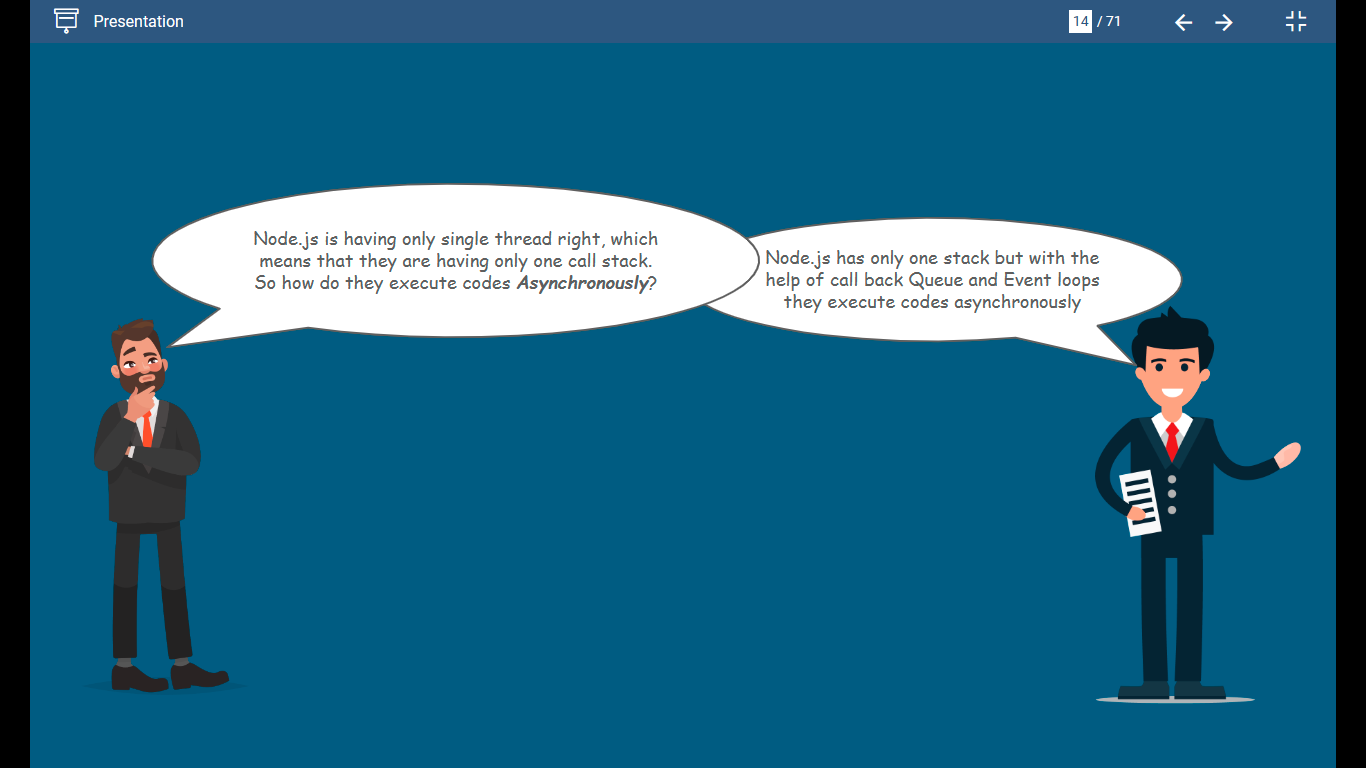 Presentation
14 / 71
Node.js is having only single thread right, which
means that they are having only one call stack.
So how do they execute codes Asynchronously?
Node.js has only one stack but with the
help of call back Queue and Event loops
they execute codes asynchronously